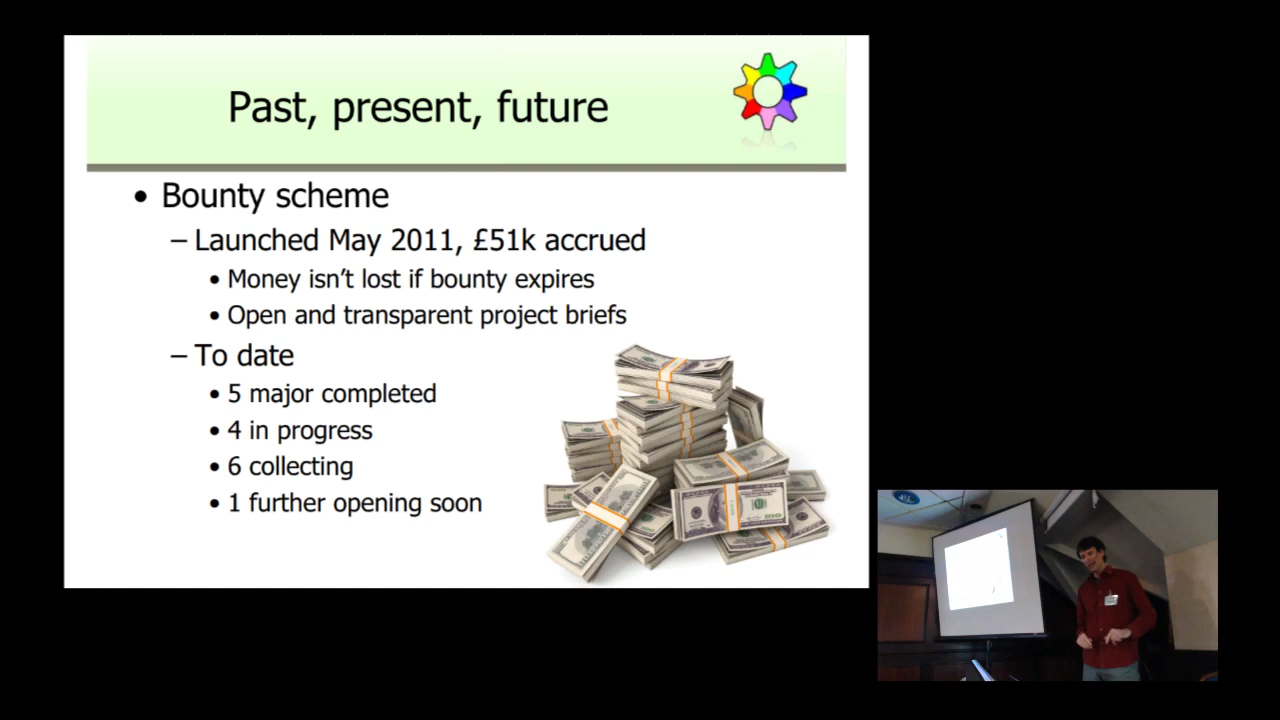 Past, present, future
• Bounty scheme
– Launched May 2011, £51k accrued
• Money isn’t lost if bounty expires
• Open and transparent project briefs
– To date
• 5 major completed
• 4 in progress
• 6 collecting
• 1 further opening soon